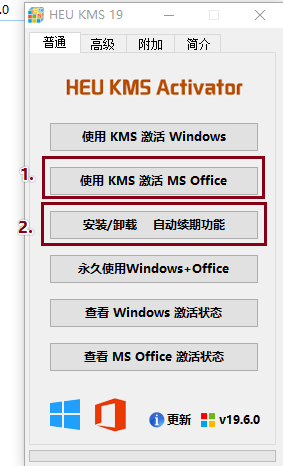 .0
HEU KMS 19
普通 高级 附加 简介
HEU KMS Activator
使用 KMS 激活 Windows
1.
使用 KMS 激活 MS Office
2.
安装/卸载 自动续期功能
永久使用Windows+Office
查看 Windows 激活状态
查看 MS Office 激活状态
更新 v19.6.0